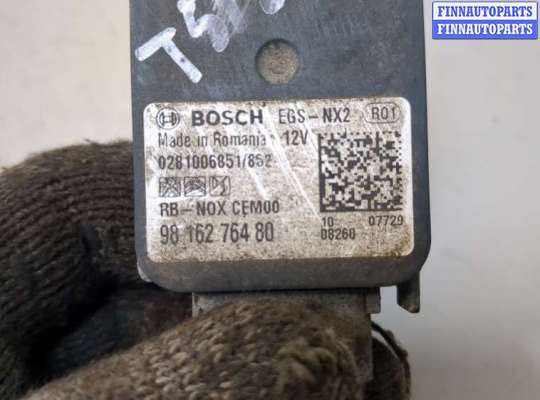 FINNAUTOPARTS
FINNAUTOPARTS
BOSCH EGS-NX2 R01
Made in Romania 12V
0281006851/852
RB-NOX CEM00
98 162 764 80
10 07729
08260